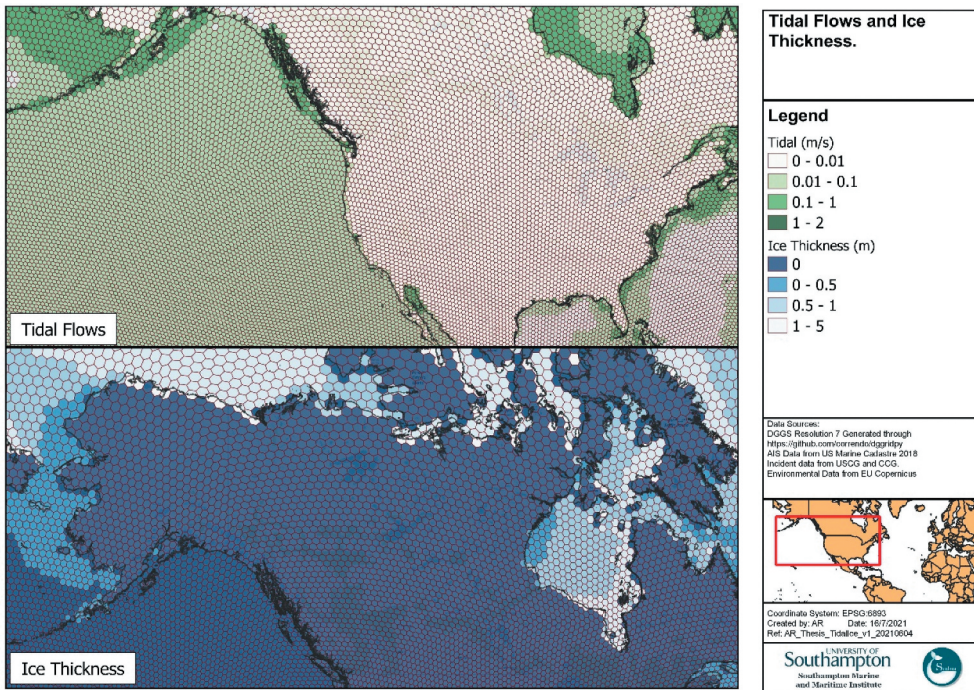 Tidal Flows
Ice Thickness
Tidal Flows and Ice
Thickness.
Legend
Tidal (m/s)
0 - 0.01
0.01 - 0.1
0.1 - 1
1 - 2
Ice Thickness (m)
0
0 - 0.5
0.5 - 1
1 - 5
Data Sources:
DGGS Resolution 7 Generated through
https://github.com/correndo/dggridpy
AIS Data from US Marine Cadastre 2018
Incident data from USCG and CCG.
Environmental Data from EU Copernicus
Coordinate System: EPSG:6893
Created by: AR Date: 16/7/2021
Ref: AR_Thesis_TidalIce_v1_20210604
UNIVERSITY OF
Southampton
Southampton Marine
and Maritime Institute